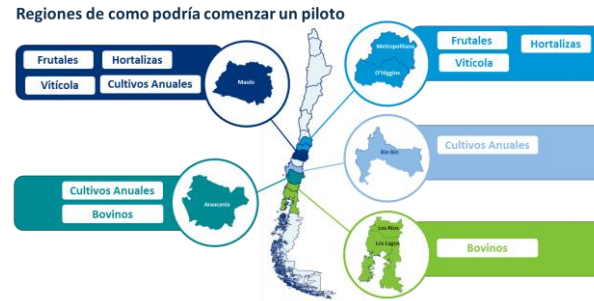 Regiones de como podría comenzar un piloto
Frutales Hortalizas
Vitícola Cultivos Anuales
Maule
Metropolitana
O'Higgins
Frutales Hortalizas
Vitícola
Bío Bío
Cultivos Anuales
Cultivos Anuales
Bovinos
Araucanía
Los Ríos
Los Lagos
Bovinos